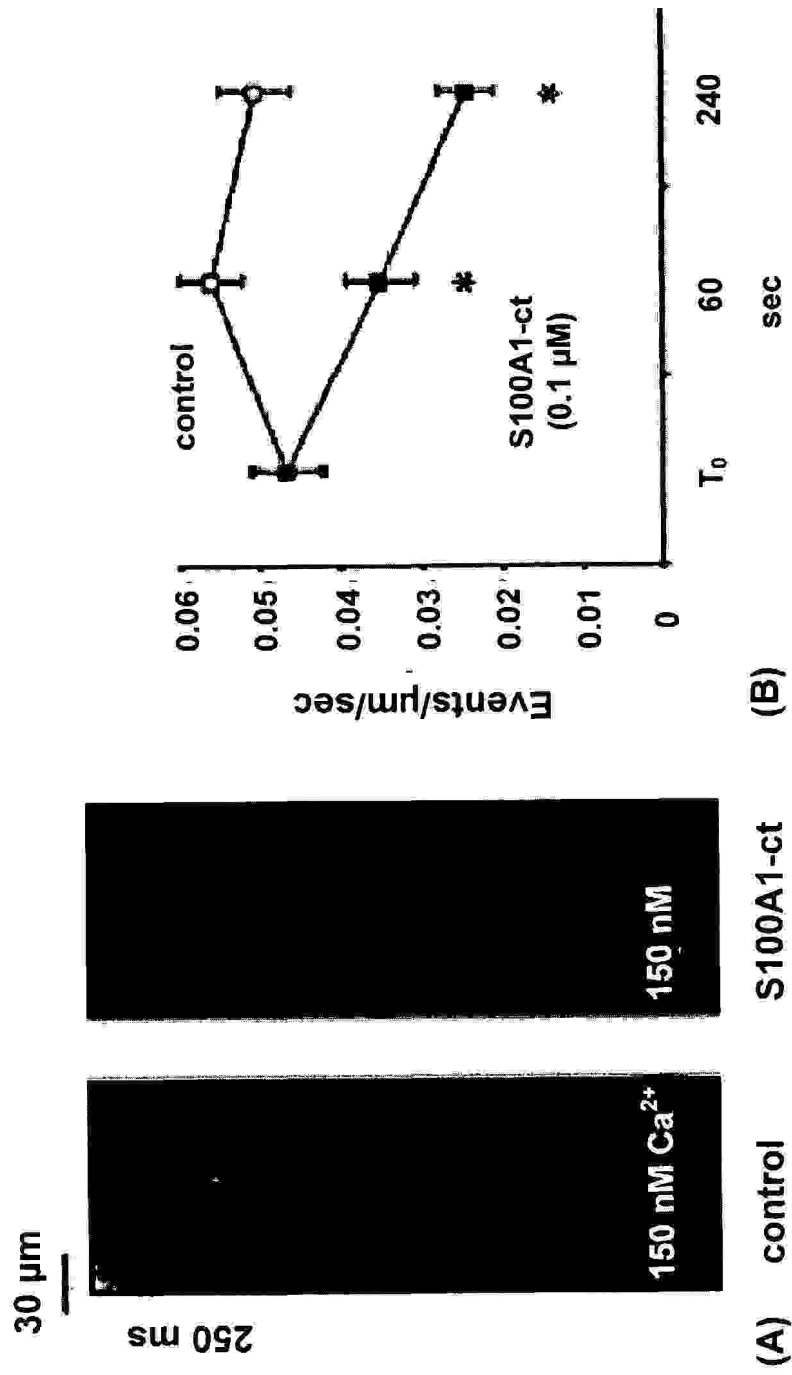 30 µm
250 ms
150 nM Ca²⁺
150 nM
(A)
control
S100A1-ct
Events/µm/sec
0.06
0.05
0.04
0.03
0.02
0.01
0
control
S100A1-ct
(0.1 µM)
*
*
T₀
60
240
sec
(B)